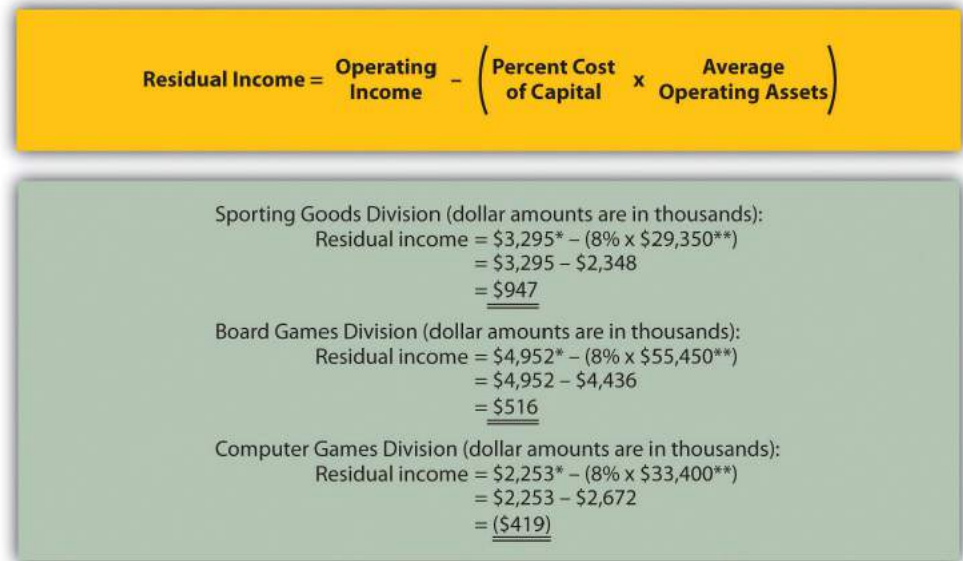 Residual Income = Operating Income – (Percent Cost of Capital x Average Operating Assets)
Sporting Goods Division (dollar amounts are in thousands):
Residual income = $3,295* – (8% x $29,350**)
= $3,295 – $2,348
= $947
Board Games Division (dollar amounts are in thousands):
Residual income = $4,952* – (8% x $55,450**)
= $4,952 – $4,436
= $516
Computer Games Division (dollar amounts are in thousands):
Residual income = $2,253* – (8% x $33,400**)
= $2,253 – $2,672
= ($419)